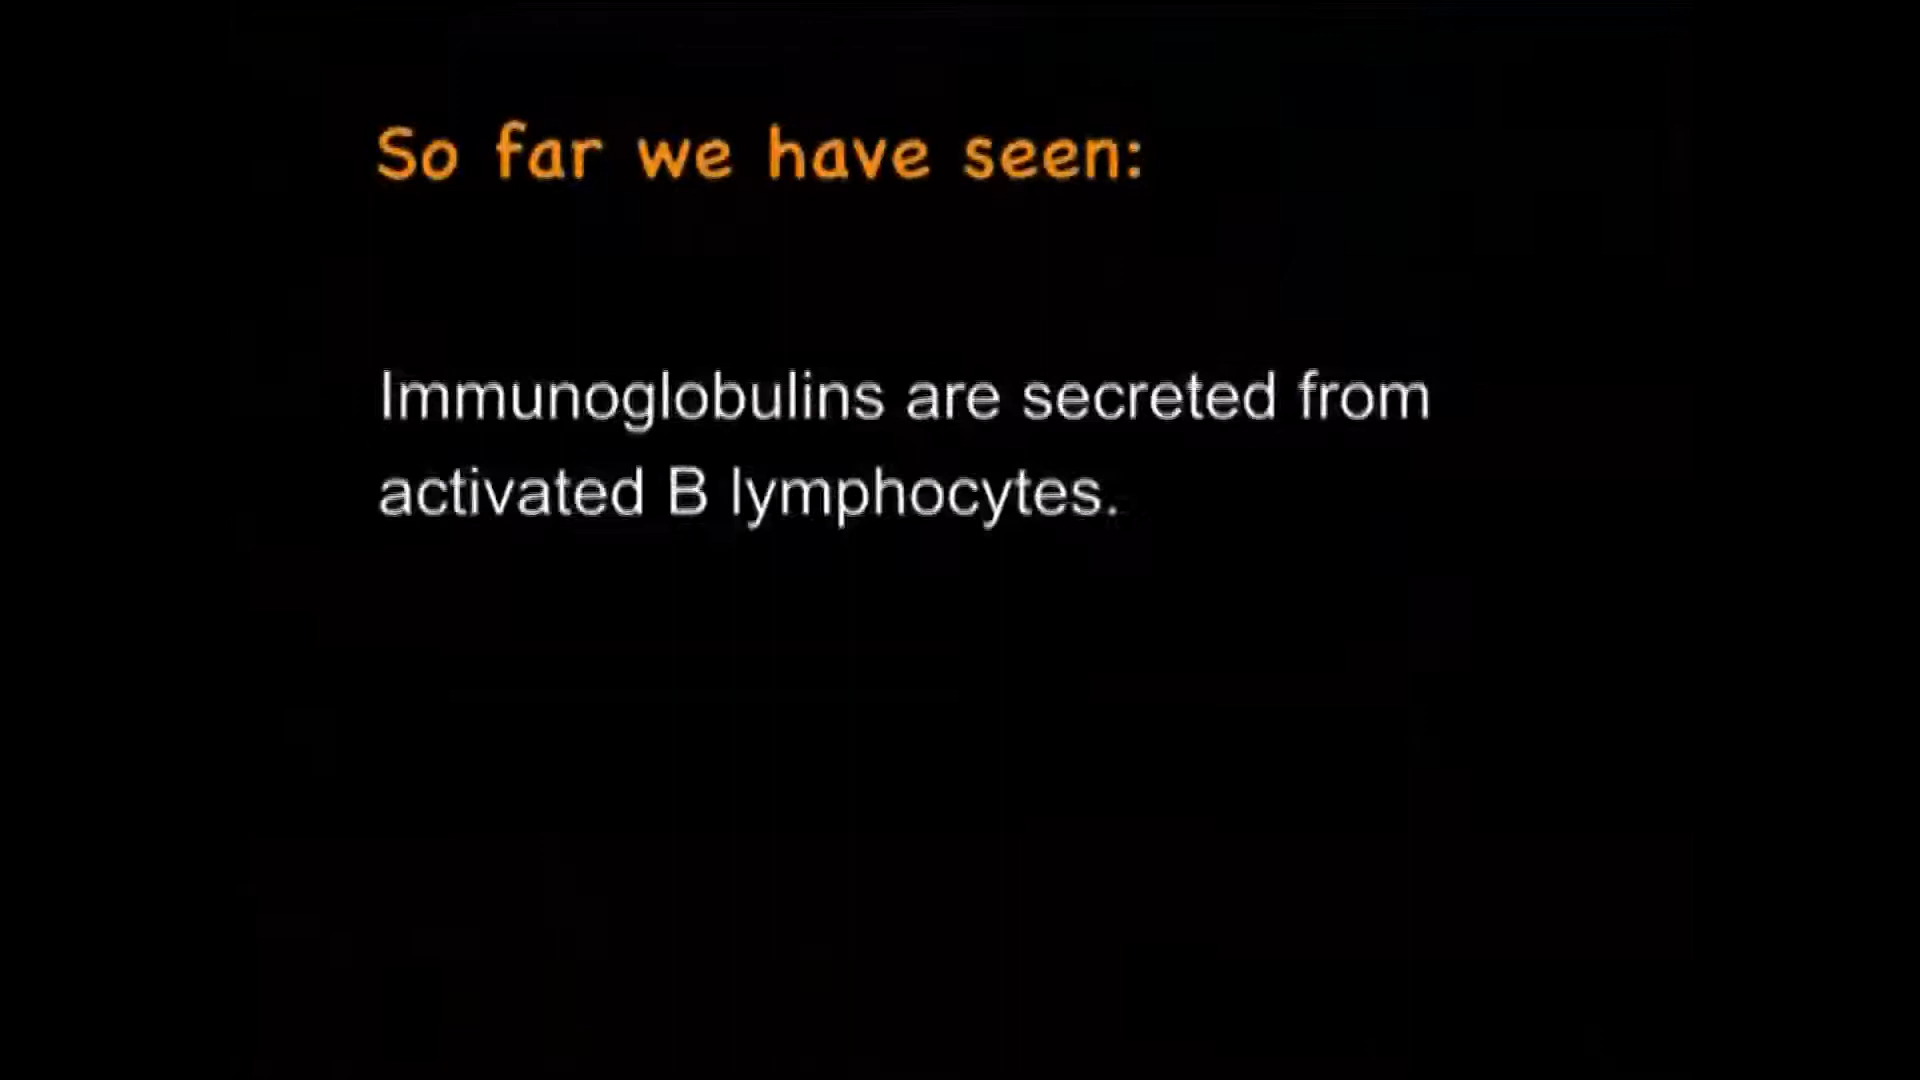 So far we have seen:
Immunoglobulins are secreted from
activated B lymphocytes.